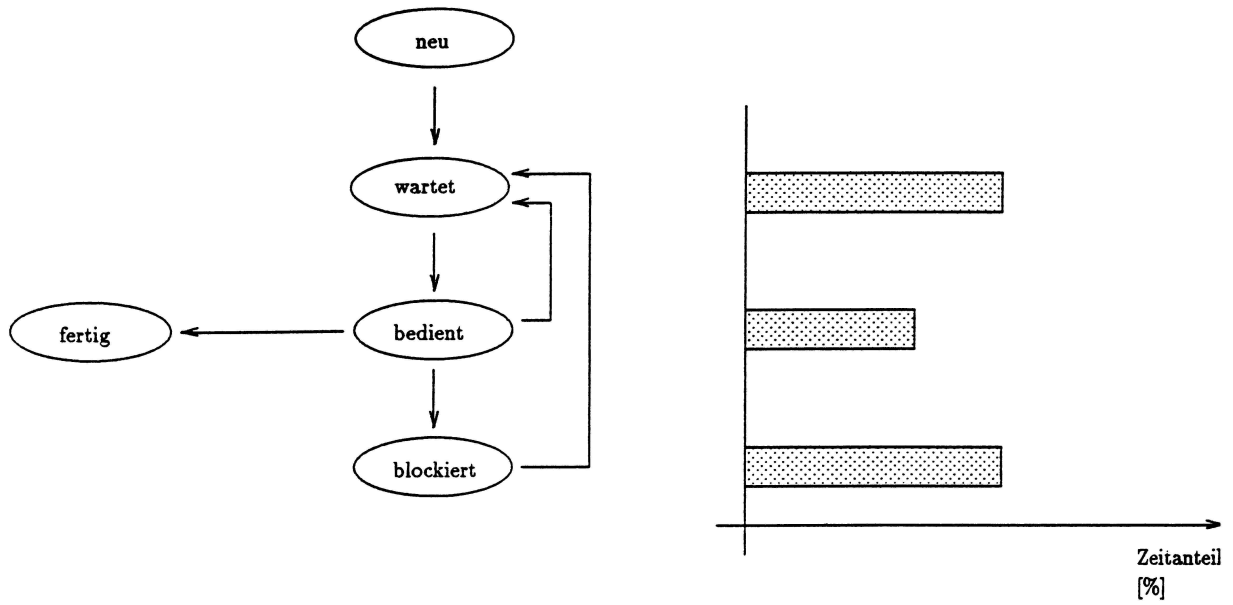 neu
wartet
fertig
bedient
blockiert
Zeitanteil
[%]